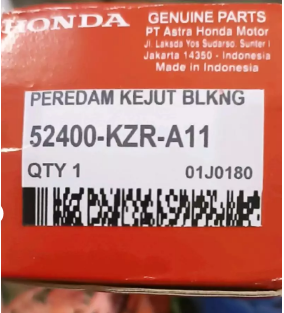 HONDA
GENUINE PARTS
PT Astra Honda Motor
Jl. Laksda Yos Sudarso, Sunter I
Jakarta 14350 - Indonesia
Made in Indonesia
PEREDAM KEJUT BLKNG
52400-KZR-A11
QTY 1 01J0180